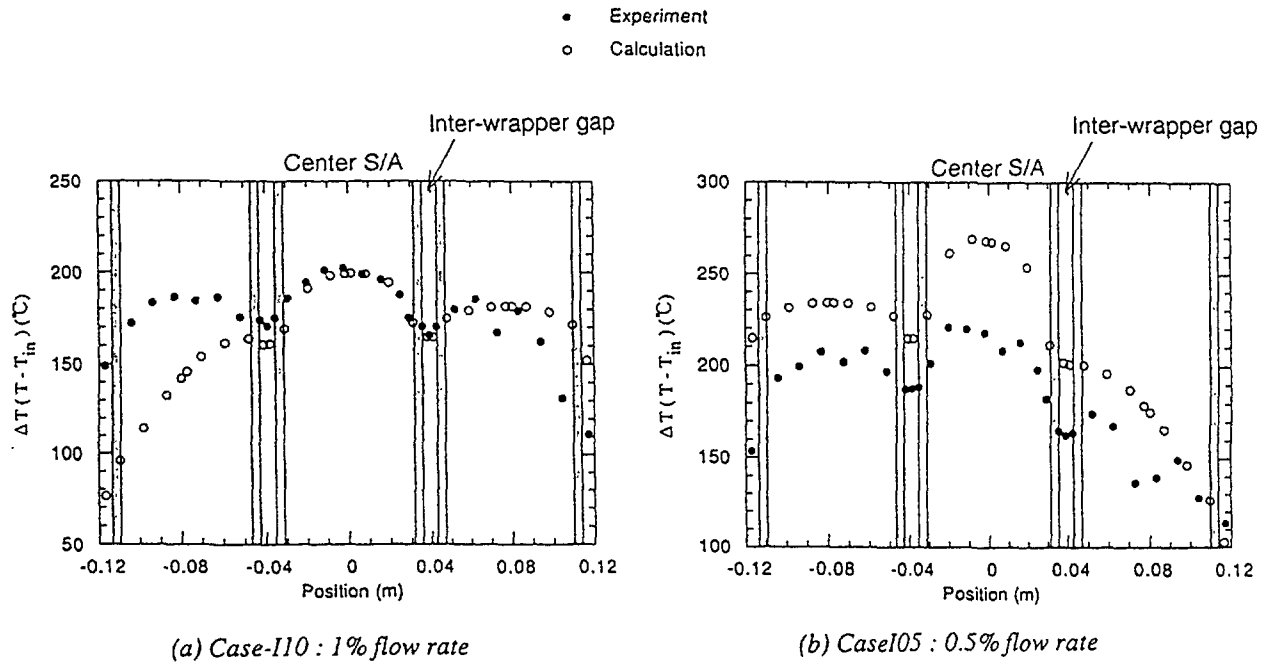 Experiment
Calculation
Inter-wrapper gap
Center S/A
250
200
150
100
50
ΔT (T - Tin) (℃)
-0.12
-0.08
-0.04
0
0.04
0.08
0.12
Position (m)
(a) Case-I10 : 1% flow rate
Inter-wrapper gap
Center S/A
300
250
200
150
100
ΔT (T - Tin) (℃)
-0.12
-0.08
-0.04
0
0.04
0.08
0.12
Position (m)
(b) CaseI05 : 0.5% flow rate